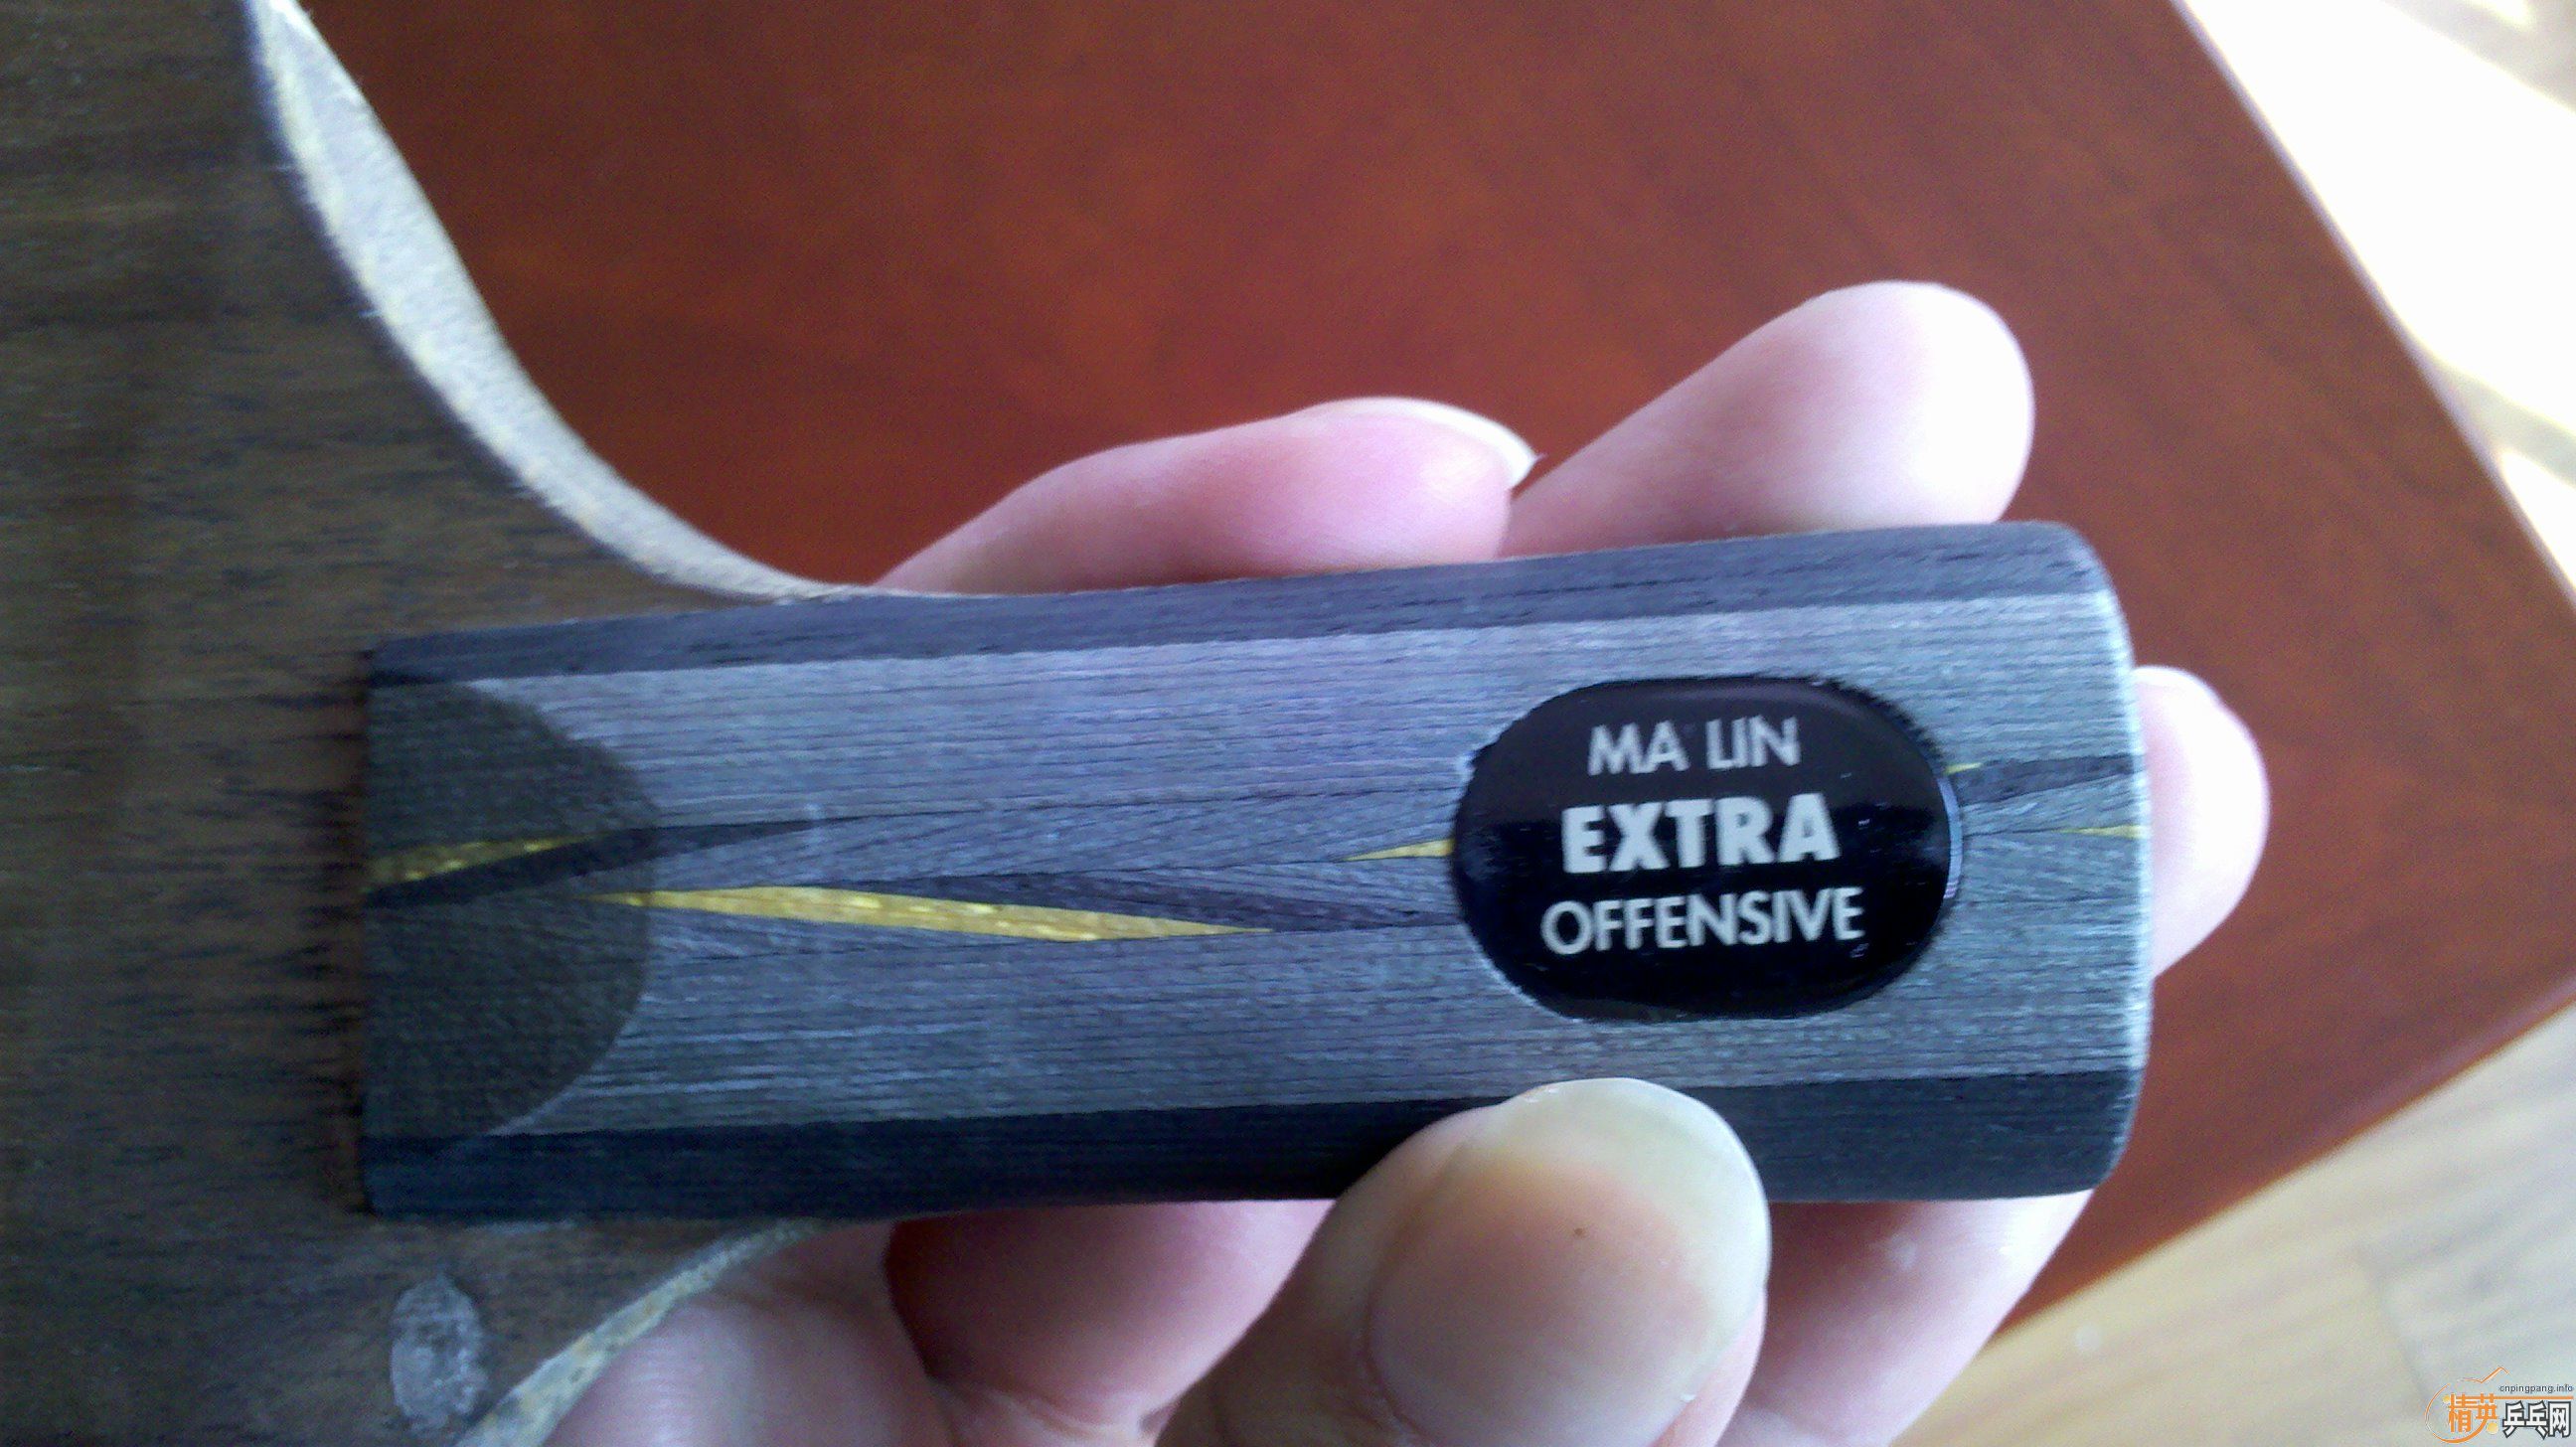 MA LIN
EXTRA
OFFENSIVE
cnpingpang.info
精英乒乓网